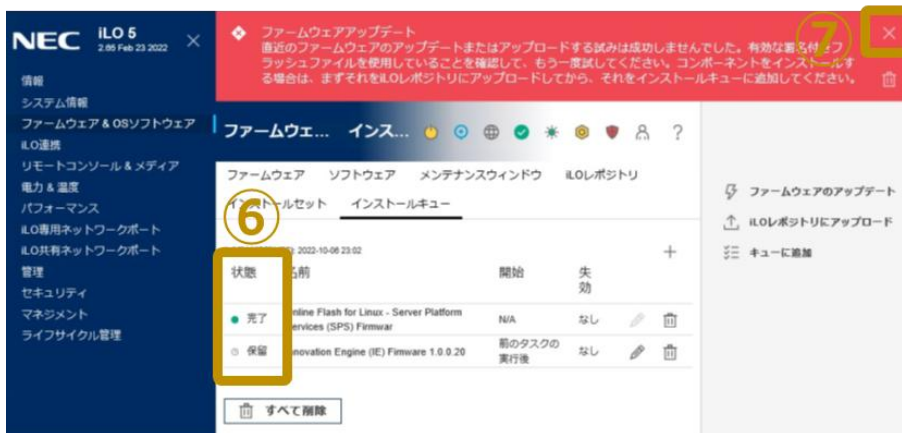 NEC
iLO 5
2.65 Feb 23 2022
情報
システム情報
ファームウェア & OSソフトウェア
iLO連携
リモートコンソール & メディア
電力 & 温度
パフォーマンス
iLO専用ネットワークポート
iLO共有ネットワークポート
管理
セキュリティ
マネジメント
ライフサイクル管理
ファームウェアアップデート
直近のファームウェアのアップデートまたはアップロードする試みは成功しませんでした。有効な署名付きフ
ラッシュファイルを使用していることを確認して、もう一度試してください。コンポーネントをインストールす
る場合は、まずそれをiLOレポジトリにアップロードしてから、それをインストールキューに追加してください。
⑦
ファームウェ... インス...
?
ファームウェア ソフトウェア メンテナンスウィンドウ iLOレポジトリ
インストールセット インストールキュー
⑥
2022-10-06 23:02
状態 名前 開始 失効
完了 nline Flash for Linux - Server Platform ervices (SPS) Firmwar N/A なし
保留 nnovation Engine (IE) Fimware 1.0.0.20 前のタスクの実行後 なし
すべて削除
ファームウェアのアップデート
iLOレポジトリにアップロード
キューに追加